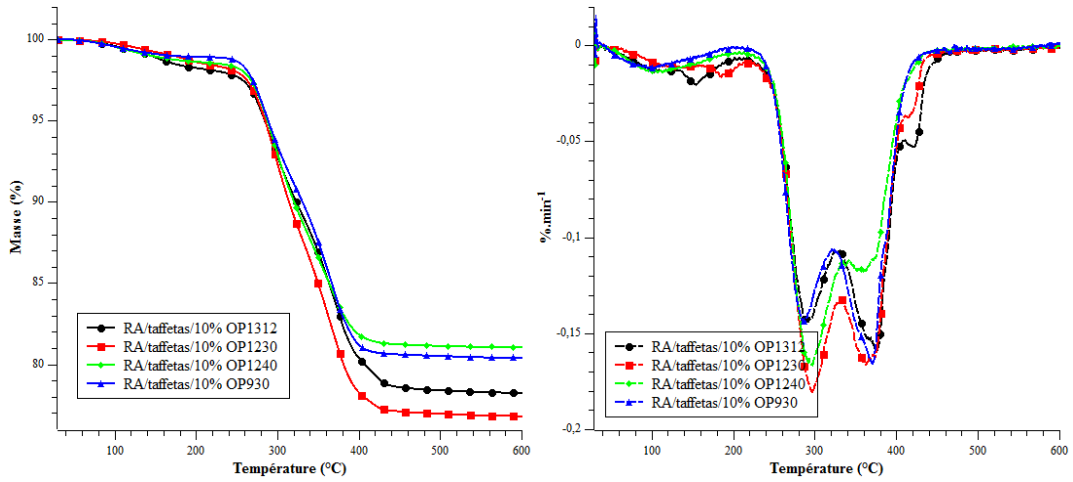 100
95
90
85
80
Masse (%)
RA/taffetas/10% OP1312
RA/taffetas/10% OP1230
RA/taffetas/10% OP1240
RA/taffetas/10% OP930
100 200 300 400 500 600
Température (°C)
0
-0,05
-0,1
-0,15
-0,2
%.min⁻¹
RA/taffetas/10% OP1312
RA/taffetas/10% OP1230
RA/taffetas/10% OP1240
RA/taffetas/10% OP930
100 200 300 400 500 600
Température (°C)